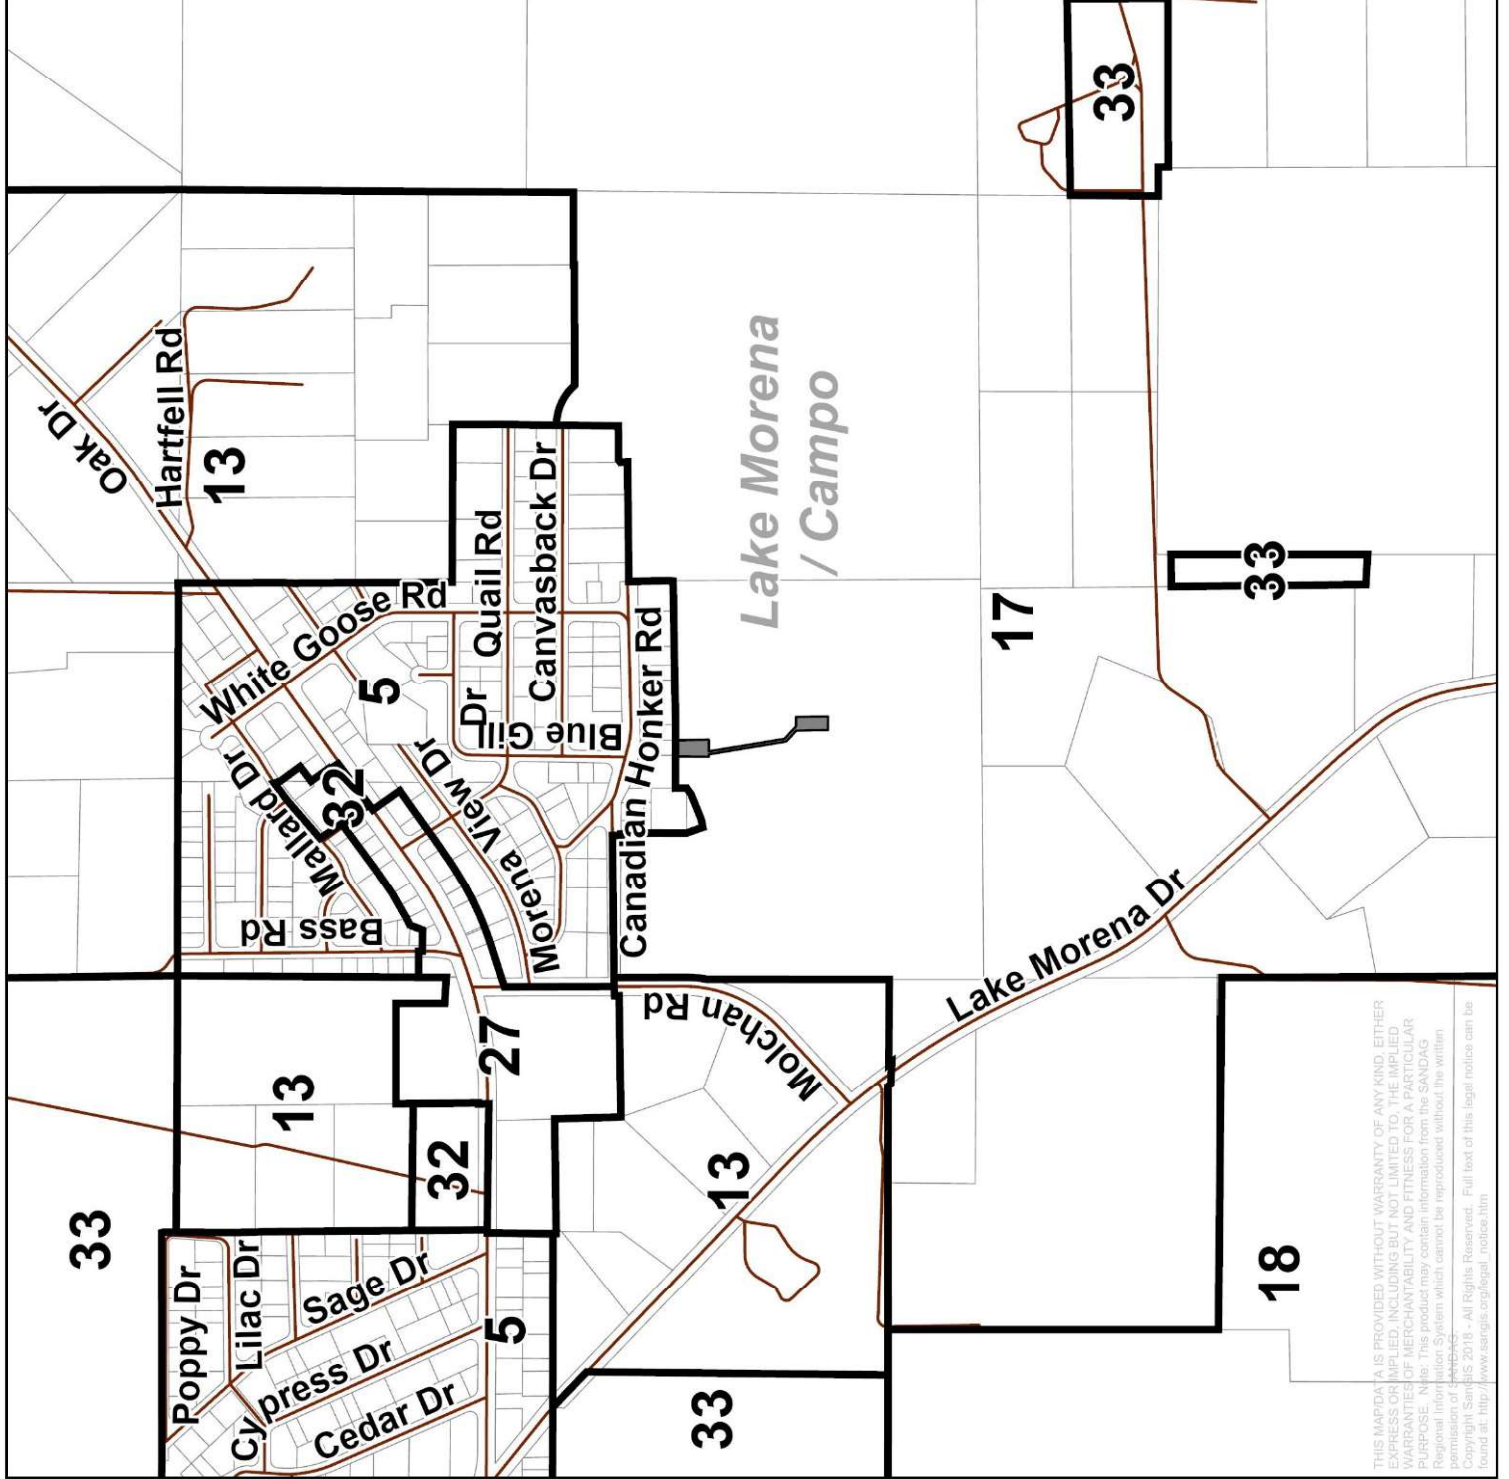 33
Oak Dr
Hartfell Rd
13
Lake Morena
/ Campo
Quail Rd
Canvasback Dr
White Goose Rd
5
Dr
Blue Gill
Canadian Honker Rd
17
33
33
Mallard Dr
32
Morena View Dr
Bass Rd
Lake Morena Dr
Molchan Rd
27
13
32
13
33
Poppy Dr
Lilac Dr
Sage Dr
Cypress Dr
Cedar Dr
5
33
18
THIS MAP/DATA IS PROVIDED WITHOUT WARRANTY OF ANY KIND, EITHER
EXPRESS OR IMPLIED, INCLUDING BUT NOT LIMITED TO, THE IMPLIED
WARRANTIES OF MERCHANTABILITY AND FITNESS FOR A PARTICULAR
PURPOSE. Note: This product may contain information from the SANDAG
Regional Information System which cannot be reproduced without the written
permission of SANDAG.
Copyright SanGIS 2018 - All Rights Reserved. Full text of this legal notice can be
found at: http://www.sangis.org/legal_notice.htm